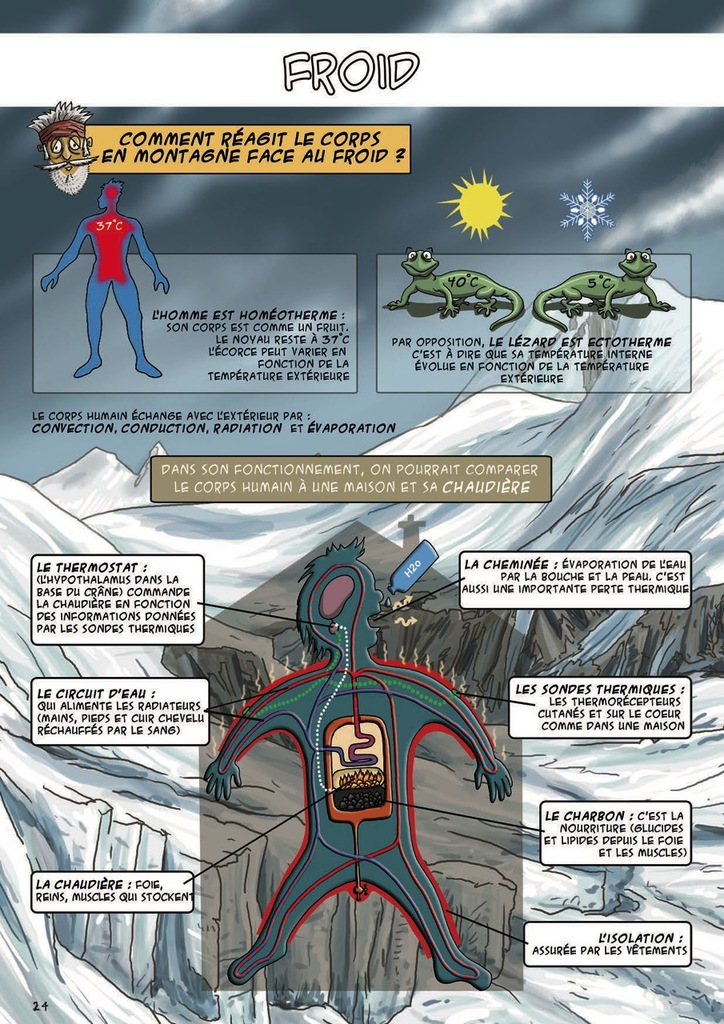 FROID
COMMENT RÉAGIT LE CORPS
EN MONTAGNE FACE AU FROID ?
37°C
L'HOMME EST HOMÉOTHERME :
SON CORPS EST COMME UN FRUIT.
LE NOYAU RESTE À 37°C
L'ÉCORCE PEUT VARIER EN
FONCTION DE LA
TEMPÉRATURE EXTÉRIEURE
40°C
5°C
PAR OPPOSITION, LE LÉZARD EST ECTOTHERME
C'EST À DIRE QUE SA TEMPÉRATURE INTERNE
ÉVOLUE EN FONCTION DE LA TEMPÉRATURE
EXTÉRIEURE
LE CORPS HUMAIN ÉCHANGE AVEC L'EXTÉRIEUR PAR :
CONVECTION, CONDUCTION, RADIATION ET ÉVAPORATION
DANS SON FONCTIONNEMENT, ON POURRAIT COMPARER
LE CORPS HUMAIN À UNE MAISON ET SA CHAUDIÈRE
LE THERMOSTAT :
(L'HYPOTHALAMUS DANS LA
BASE DU CRÂNE) COMMANDE
LA CHAUDIÈRE EN FONCTION
DES INFORMATIONS DONNÉES
PAR LES SONDES THERMIQUES
H2O
LA CHEMINÉE : ÉVAPORATION DE L'EAU
PAR LA BOUCHE ET LA PEAU. C'EST
AUSSI UNE IMPORTANTE PERTE THERMIQUE
LE CIRCUIT D'EAU :
QUI ALIMENTE LES RADIATEURS
(MAINS, PIEDS ET CUIR CHEVELU
RÉCHAUFFÉS PAR LE SANG)
LES SONDES THERMIQUES :
LES THERMORÉCEPTEURS
CUTANÉS ET SUR LE COEUR
COMME DANS UNE MAISON
LE CHARBON : C'EST LA
NOURRITURE (GLUCIDES
ET LIPIDES DEPUIS LE FOIE
ET LES MUSCLES)
LA CHAUDIÈRE : FOIE,
REINS, MUSCLES QUI STOCKENT
L'ISOLATION :
ASSURÉE PAR LES VÊTEMENTS
24